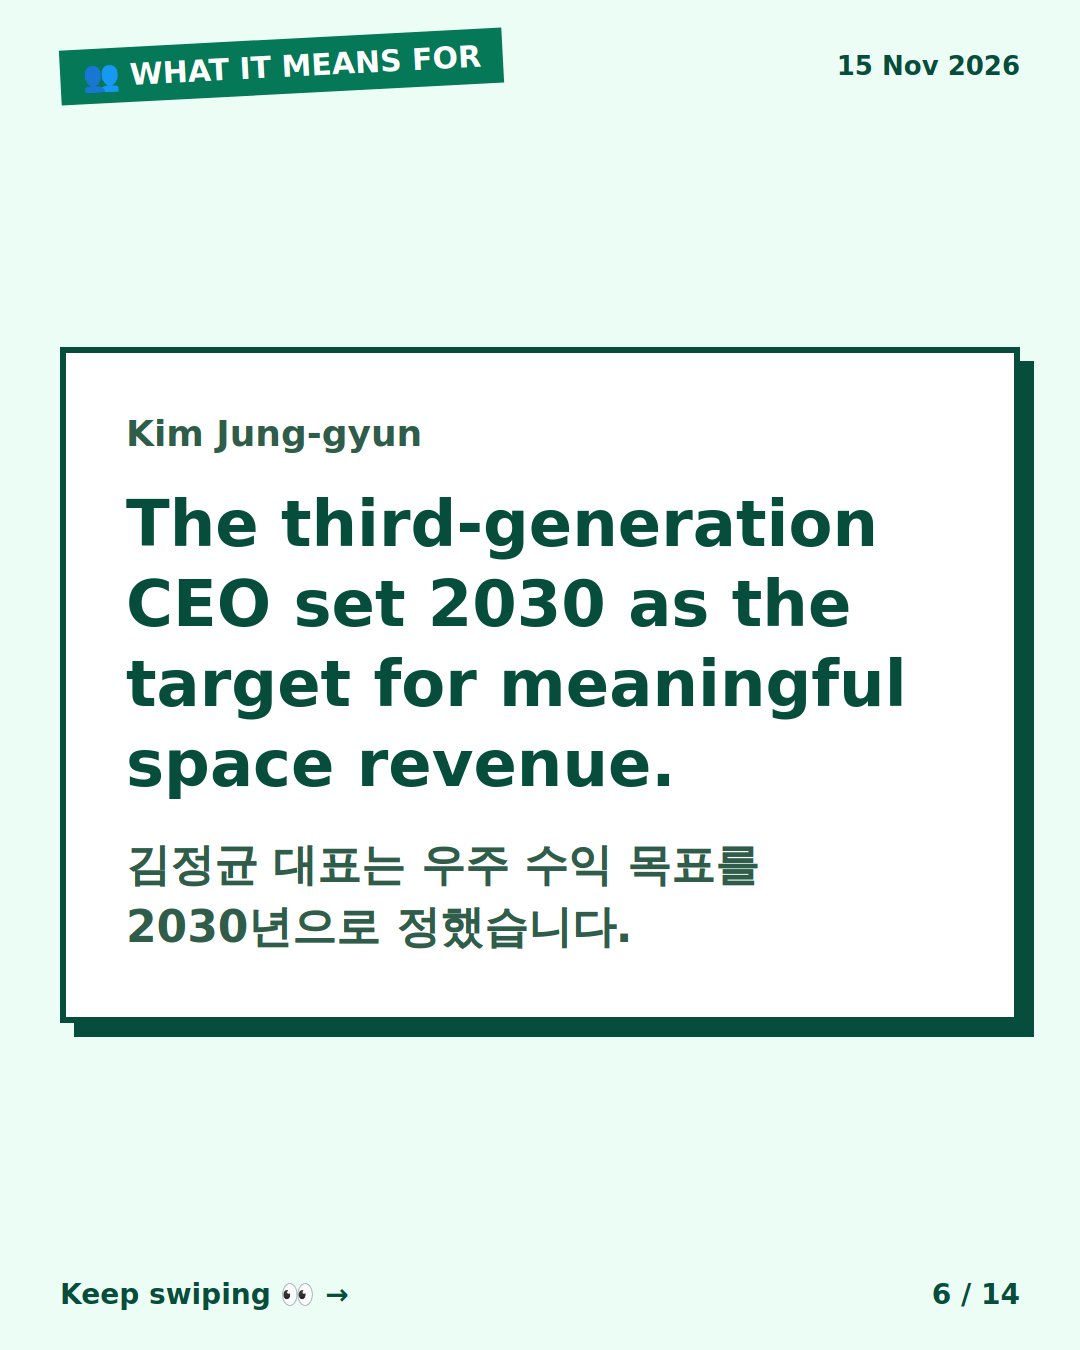 👥 WHAT IT MEANS FOR
15 Nov 2026
Kim Jung-gyun
The third-generation
CEO set 2030 as the
target for meaningful
space revenue.
김정균 대표는 우주 수익 목표를
2030년으로 정했습니다.
Keep swiping 👀 →
6 / 14